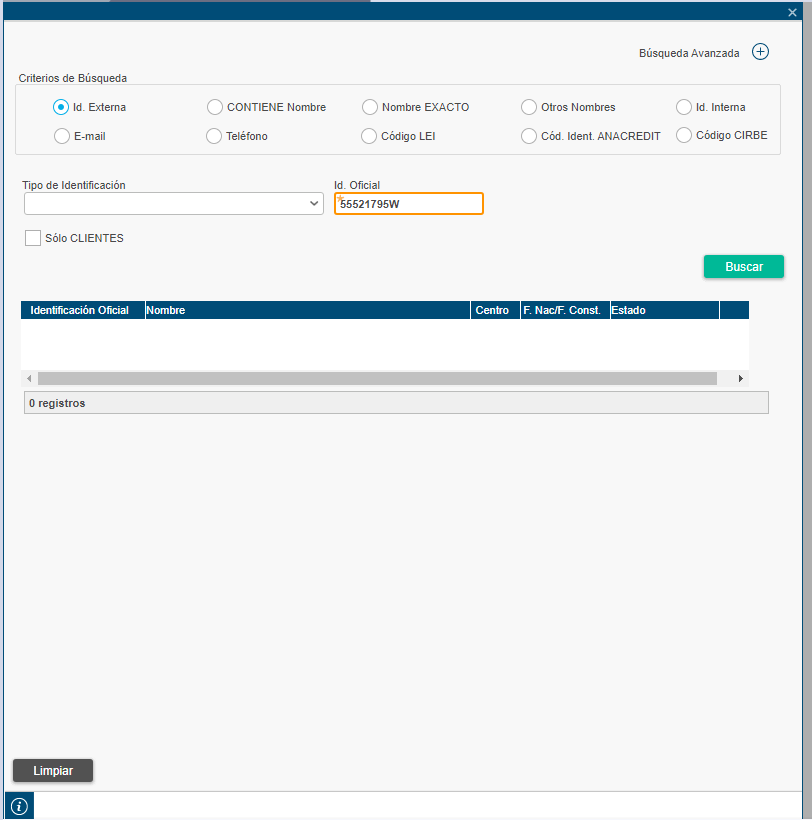 Búsqueda Avanzada
Criterios de Búsqueda
Id. Externa CONTIENE Nombre Nombre EXACTO Otros Nombres Id. Interna
E-mail Teléfono Código LEI Cód. Ident. ANACREDIT Código CIRBE
Tipo de Identificación Id. Oficial
55521795W
Sólo CLIENTES
Buscar
Identificación Oficial Nombre Centro F. Nac/F. Const. Estado
0 registros
Limpiar